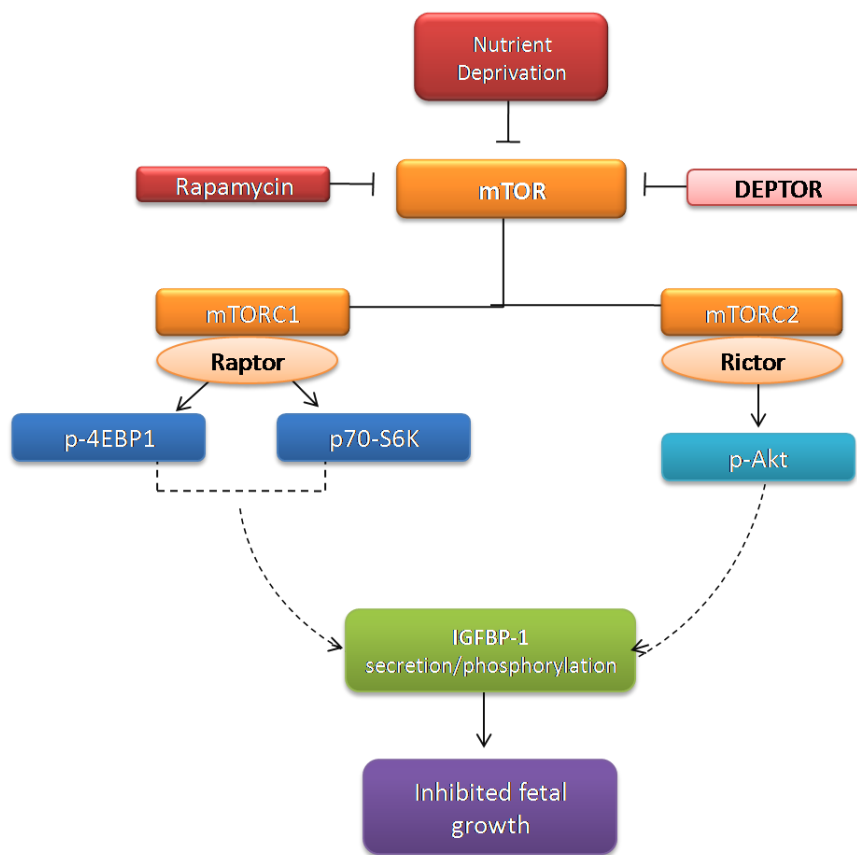 Nutrient
Deprivation
Rapamycin
mTOR
DEPTOR
mTORC1
mTORC2
Raptor
Rictor
p-4EBP1
p70-S6K
p-Akt
IGFBP-1
secretion/phosphorylation
Inhibited fetal
growth